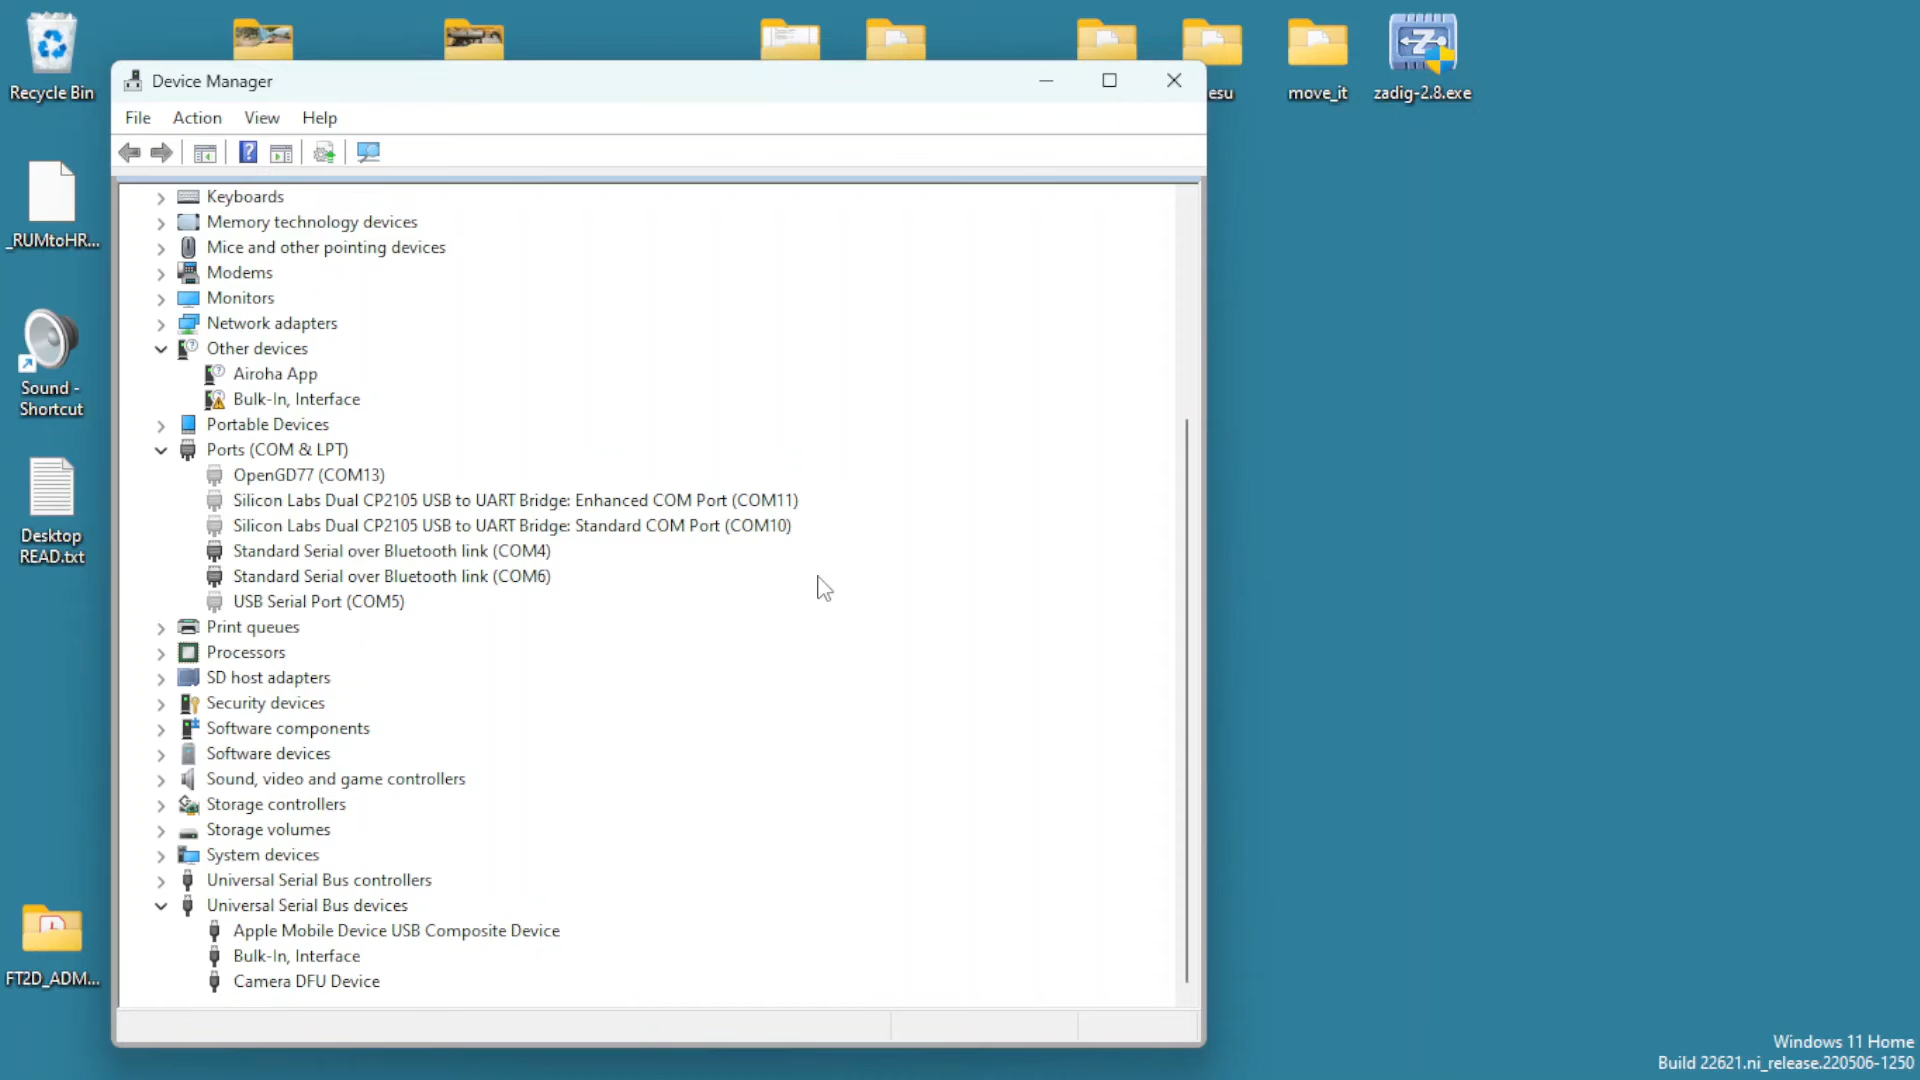 Recycle Bin
_RUMtoHR...
Sound -
Shortcut
Desktop
READ.txt
FT2D_ADM...
esu
move_it
zadig-2.8.exe
Device Manager
File Action View Help
Keyboards
Memory technology devices
Mice and other pointing devices
Modems
Monitors
Network adapters
Other devices
Airoha App
Bulk-In, Interface
Portable Devices
Ports (COM & LPT)
OpenGD77 (COM13)
Silicon Labs Dual CP2105 USB to UART Bridge: Enhanced COM Port (COM11)
Silicon Labs Dual CP2105 USB to UART Bridge: Standard COM Port (COM10)
Standard Serial over Bluetooth link (COM4)
Standard Serial over Bluetooth link (COM6)
USB Serial Port (COM5)
Print queues
Processors
SD host adapters
Security devices
Software components
Software devices
Sound, video and game controllers
Storage controllers
Storage volumes
System devices
Universal Serial Bus controllers
Universal Serial Bus devices
Apple Mobile Device USB Composite Device
Bulk-In, Interface
Camera DFU Device
Windows 11 Home
Build 22621.ni_release.220506-1250